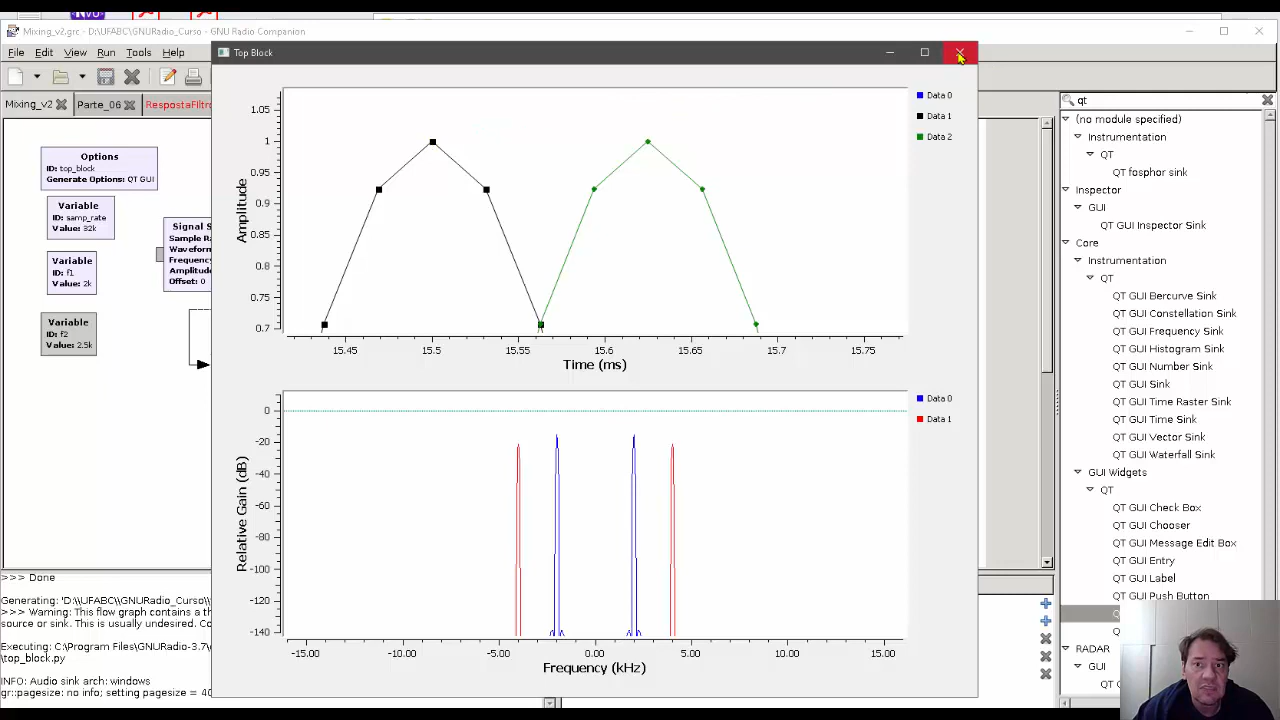 NVU
Mixing_v2.grc - D:\UFABC\GNURadio_Curso - GNU Radio Companion
File Edit View Run Tools Help
Mixing_v2 Parte_06 RespostaFiltro
Options
ID: top_block
Generate Options: QT GUI
Variable
ID: samp_rate
Value: 32k
Variable
ID: f1
Value: 2k
Variable
ID: f2
Value: 2.5k
Signal S
Sample Ra
Waveform
Frequency
Amplitud
Offset: 0
Top Block
1.05
1
0.95
0.9
0.85
0.8
0.75
0.7
Amplitude
15.45 15.5 15.55 15.6 15.65 15.7 15.75
Time (ms)
Data 0
Data 1
Data 2
0
-20
-40
-60
-80
-100
-120
-140
Relative Gain (dB)
-15.00 -10.00 -5.00 0.00 5.00 10.00 15.00
Frequency (kHz)
Data 0
Data 1
>>> Done
Generating: 'D:\\UFABC\\GNURadio_Curso\\
>>> Warning: This flow graph contains a th
source or sink. This is usually undesired. Co
Executing: C:\Program Files\GNURadio-3.7\
\top_block.py
INFO: Audio sink arch: windows
gr::pagesize: no info; setting pagesize = 40
qt
(no module specified)
Instrumentation
QT
fosphor sink
Inspector
GUI
QT GUI Inspector Sink
Core
Instrumentation
QT
QT GUI Bercurve Sink
QT GUI Constellation Sink
QT GUI Frequency Sink
QT GUI Histogram Sink
QT GUI Number Sink
QT GUI Sink
QT GUI Time Raster Sink
QT GUI Time Sink
QT GUI Vector Sink
QT GUI Waterfall Sink
GUI Widgets
QT
QT GUI Check Box
QT GUI Chooser
QT GUI Message Edit Box
QT GUI Entry
QT GUI Label
QT GUI Push Button
RADAR
GUI